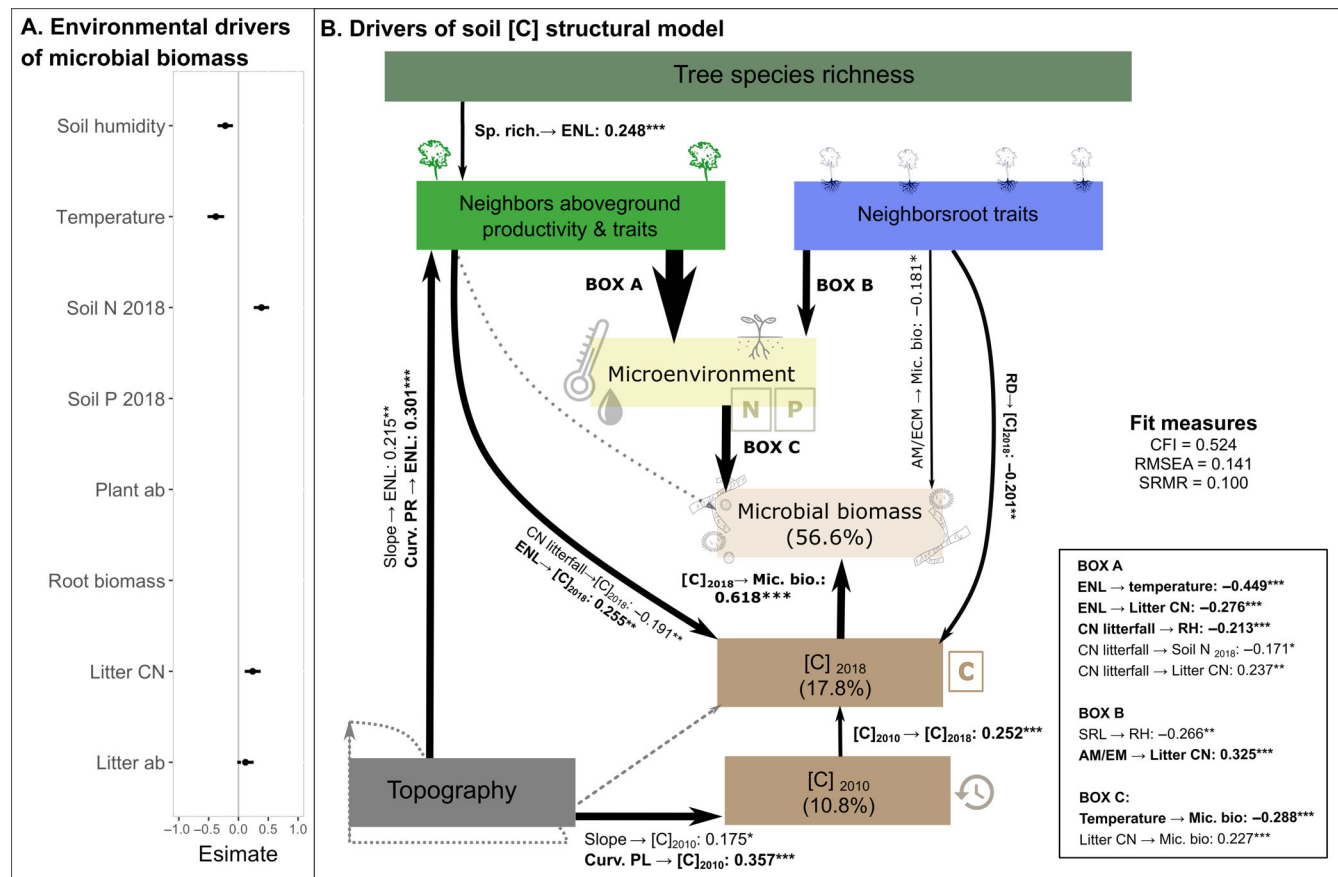 A. Environmental drivers
of microbial biomass
Soil humidity
Temperature
Soil N 2018
Soil P 2018
Plant ab
Root biomass
Litter CN
Litter ab
−1.0 −0.5 0.0 0.5 1.0
Esimate
B. Drivers of soil [C] structural model
Tree species richness
Sp. rich.→ ENL: 0.248***
Neighbors aboveground
productivity & traits
Neighborsroot traits
BOX A
BOX B
Microenvironment
N P
BOX C
AM/ECM → Mic. bio: −0.181*
RD→ [C]2018: −0.201**
Slope→ ENL: 0.215**
Curv. PR → ENL: 0.301***
Microbial biomass
(56.6%)
CN litterfall→[C]2018: −0.191**
ENL→ [C]2018: 0.255**
[C]2018→ Mic. bio.:
0.618***
[C] 2018
(17.8%)
C
[C]2010 → [C]2018: 0.252***
Topography
[C] 2010
(10.8%)
Slope → [C]2010: 0.175*
Curv. PL → [C]2010: 0.357***
Fit measures
CFI = 0.524
RMSEA = 0.141
SRMR = 0.100
BOX A
ENL → temperature: −0.449***
ENL → Litter CN: −0.276***
CN litterfall → RH: −0.213***
CN litterfall → Soil N 2018: −0.171*
CN litterfall → Litter CN: 0.237**
BOX B
SRL → RH: −0.266**
AM/EM → Litter CN: 0.325***
BOX C:
Temperature → Mic. bio: −0.288***
Litter CN → Mic. bio: 0.227***